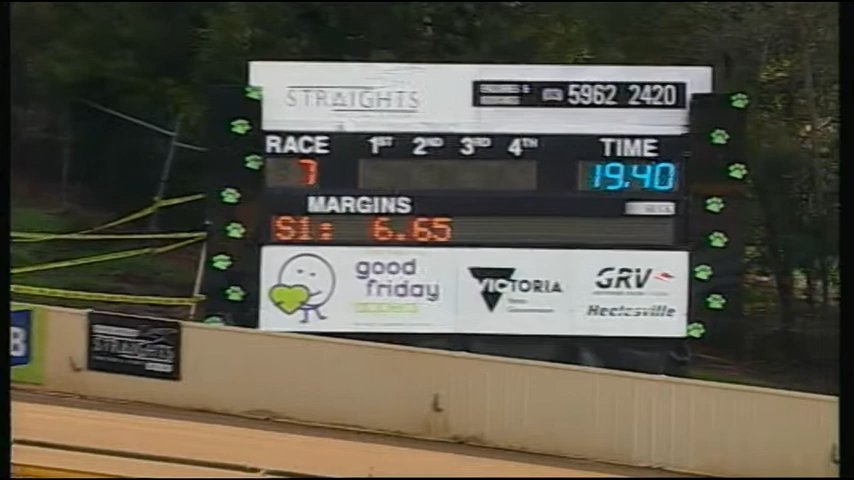 STRAIGHTS
5962 2420
RACE 1ST 2ND 3RD 4TH TIME
7 19.40
MARGINS
S1: 6.65
good
friday
VICTORIA
GRV
Healesville
STRAIGHTS
B